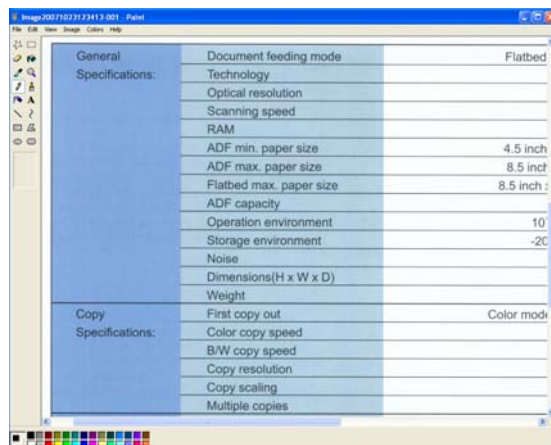 Image20071023123413-001 - Paint
File Edit View Image Colors Help
General Document feeding mode Flatbed
Specifications: Technology
Optical resolution
Scanning speed
RAM
ADF min. paper size 4.5 inch
ADF max. paper size 8.5 inch
Flatbed max. paper size 8.5 inch
ADF capacity
Operation environment 10
Storage environment -20
Noise
Dimensions(H x W x D)
Weight
Copy First copy out Color mode
Specifications: Color copy speed
B/W copy speed
Copy resolution
Copy scaling
Multiple copies